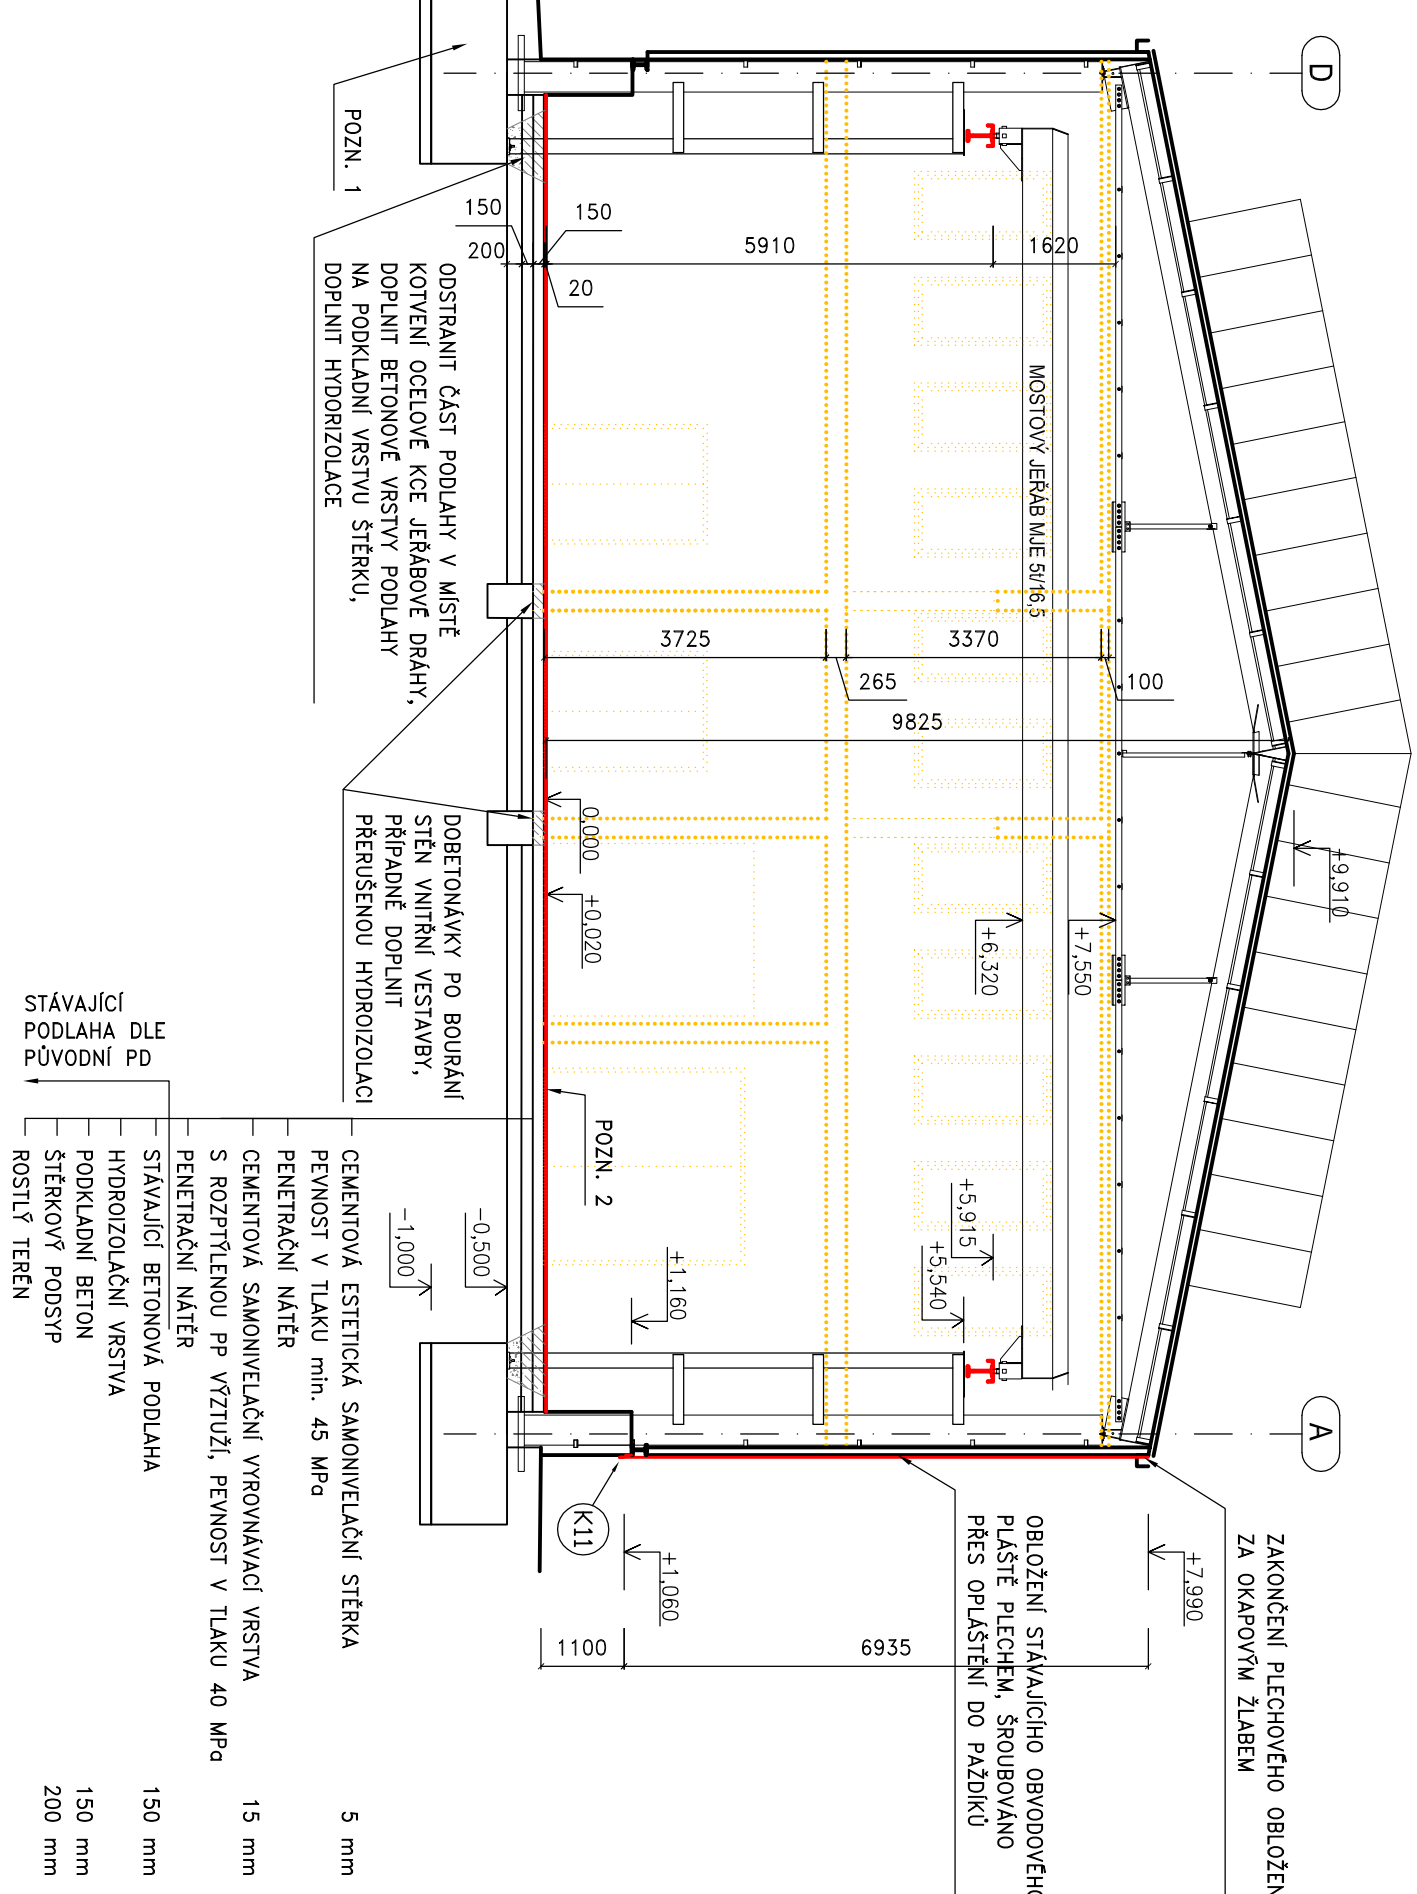 D
A
ZAKONČENÍ PLECHOVÉHO OBLOŽEN
ZA OKAPOVÝM ŽLABEM
OBLOŽENÍ STÁVAJÍCÍHO OBVODOVÉHO
PLÁŠTĚ PLECHEM, ŠROUBOVÁNO
PŘES OPLÁŠTĚNÍ DO PAŽDÍKŮ
+9,910
+7,990
+7,550
+6,320
+5,915
+5,540
+1,160
+1,060
K11
1100
6935
1620
5910
150
20
150
200
MOSTOVÝ JEŘÁB MJE 5t/16,5
100
3370
265
3725
9825
0,000
+0,020
-0,500
-1,000
POZN. 1
POZN. 2
ODSTRANIT ČÁST PODLAHY V MÍSTĚ
KOTVENÍ OCELOVÉ KCE JEŘÁBOVÉ DRÁHY,
DOPLNIT BETONOVÉ VRSTVY PODLAHY
NA PODKLADNÍ VRSTVU ŠTĚRKU,
DOPLNIT HYDORIZOLACE
DOBETONÁVKY PO BOURÁNÍ
STĚN VNITŘNÍ VESTAVBY,
PŘÍPADNĚ DOPLNIT
PŘERUŠENOU HYDROIZOLACI
CEMENTOVÁ ESTETICKÁ SAMONIVELAČNÍ STĚRKA 5 mm
PEVNOST V TLAKU min. 45 MPa
PENETRAČNÍ NÁTĚR
CEMENTOVÁ SAMONIVELAČNÍ VYROVNÁVACÍ VRSTVA 15 mm
S ROZPTÝLENOU PP VÝZTUŽÍ, PEVNOST V TLAKU 40 MPa
PENETRAČNÍ NÁTĚR
STÁVAJÍCÍ BETONOVÁ PODLAHA 150 mm
HYDROIZOLAČNÍ VRSTVA
PODKLADNÍ BETON 150 mm
ŠTĚRKOVÝ PODSYP 200 mm
ROSTLÝ TERÉN
STÁVAJÍCÍ
PODLAHA DLE
PŮVODNÍ PD